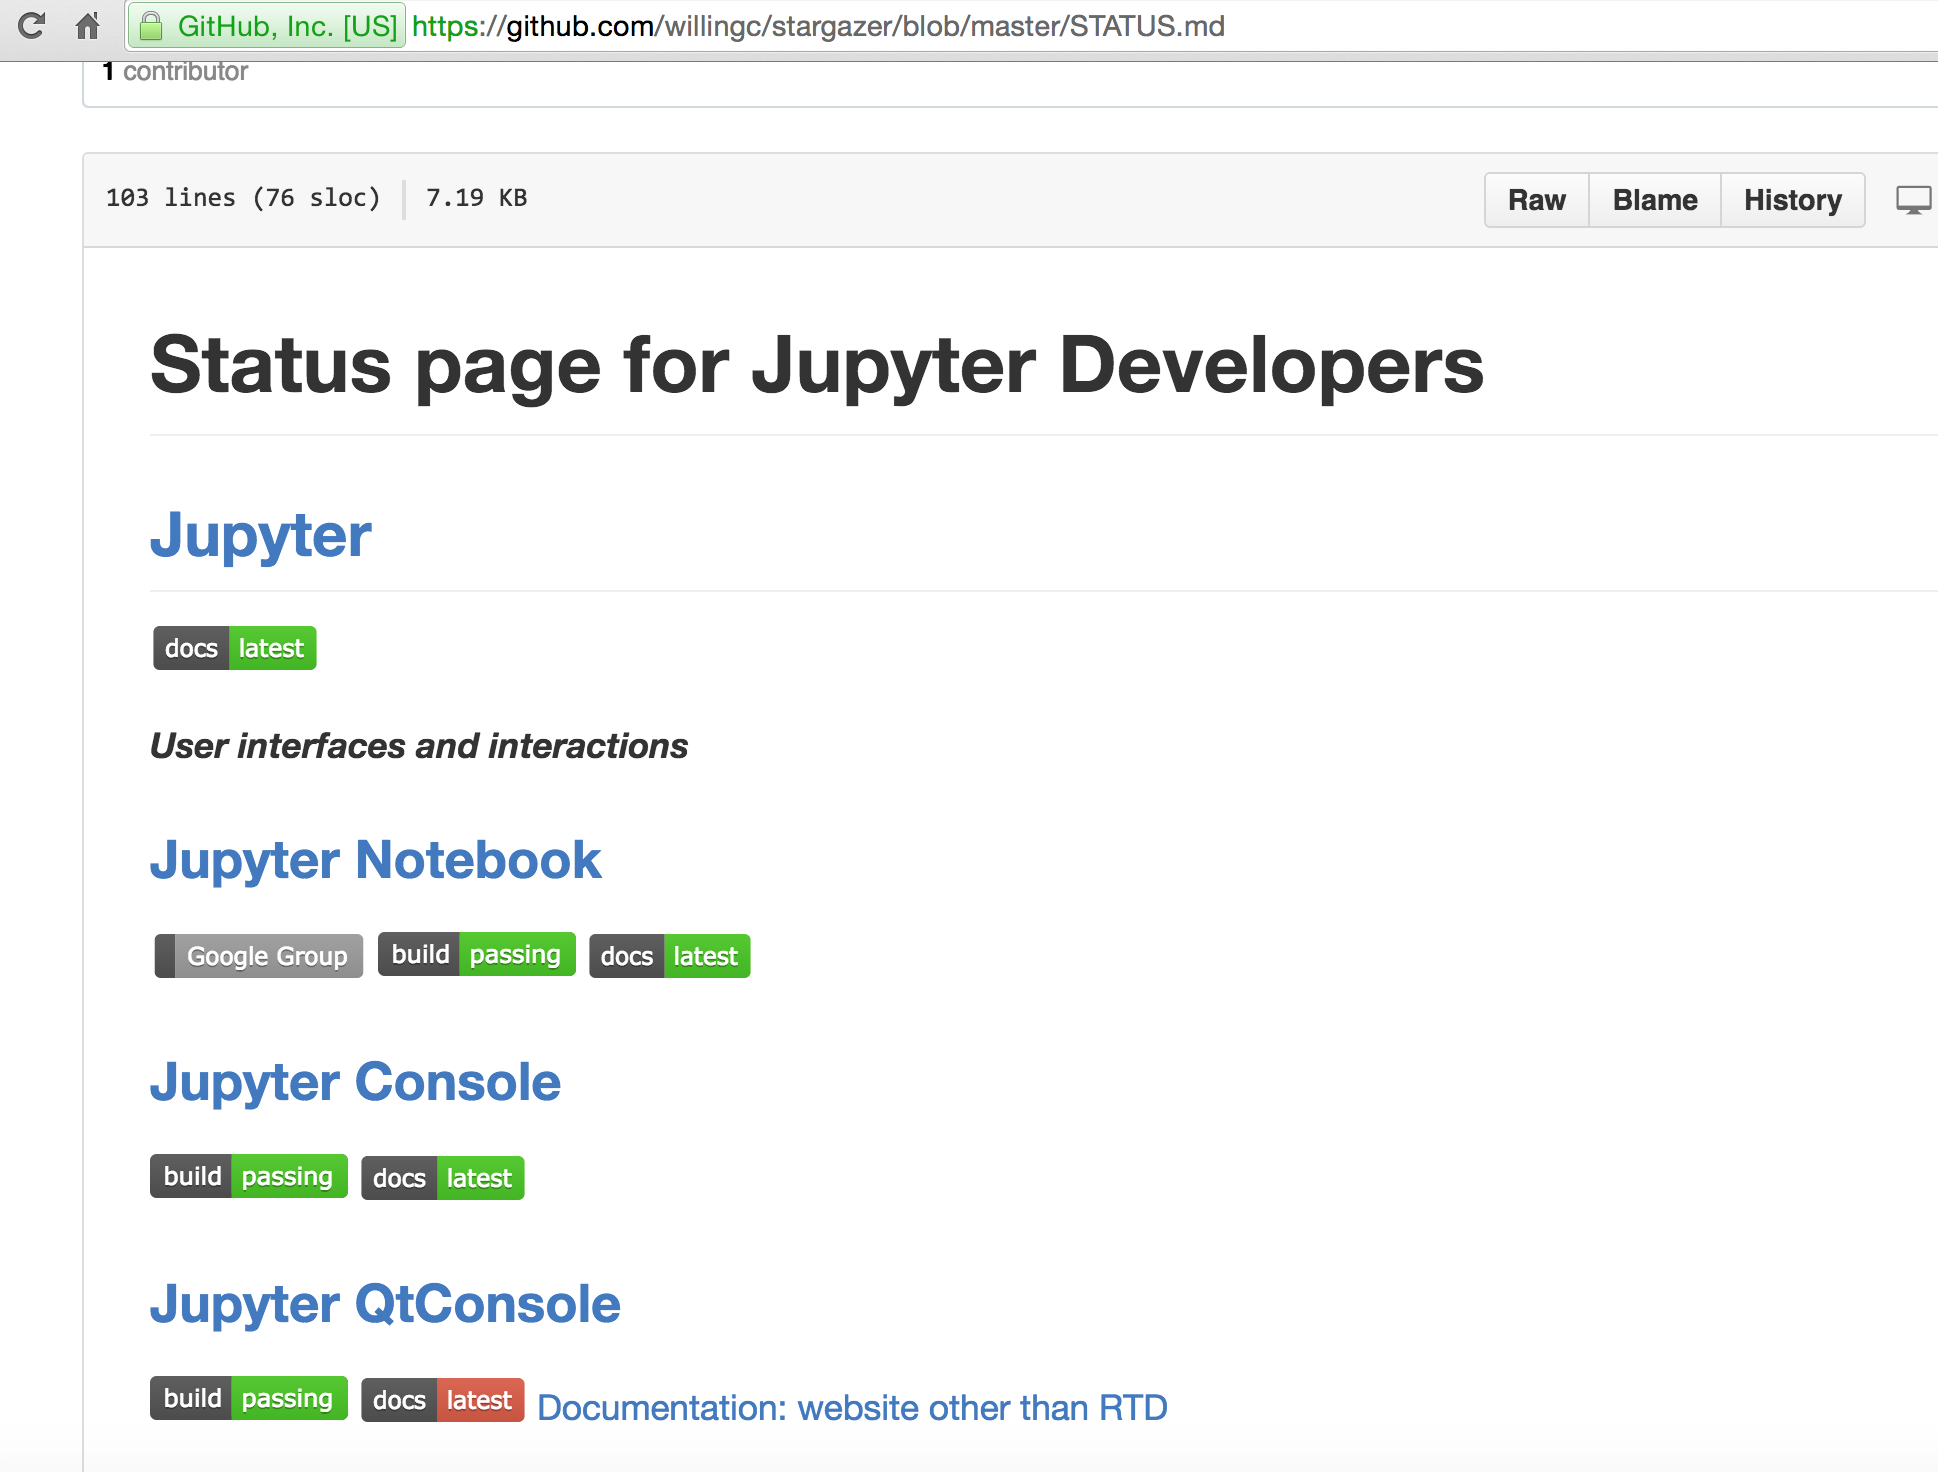 GitHub, Inc. [US] https://github.com/willingc/stargazer/blob/master/STATUS.md
1 contributor
103 lines (76 sloc) 7.19 KB Raw Blame History
Status page for Jupyter Developers
Jupyter
docs latest
User interfaces and interactions
Jupyter Notebook
Google Group build passing docs latest
Jupyter Console
build passing docs latest
Jupyter QtConsole
build passing docs latest Documentation: website other than RTD